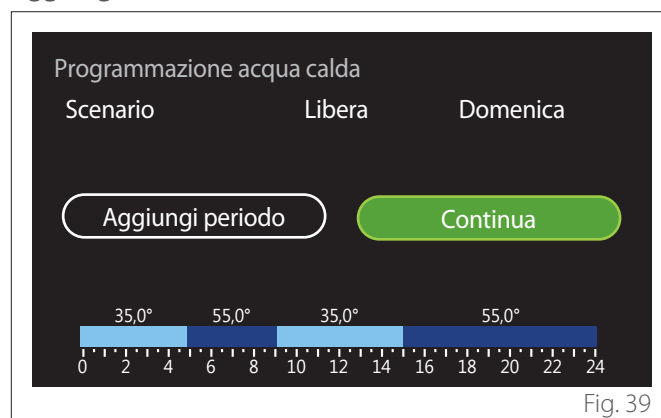 Programmazione acqua calda
Scenario Libera Domenica
Aggiungi periodo Continua
35,0° 55,0° 35,0° 55,0°
0 2 4 6 8 10 12 14 16 18 20 22 24
Fig. 39